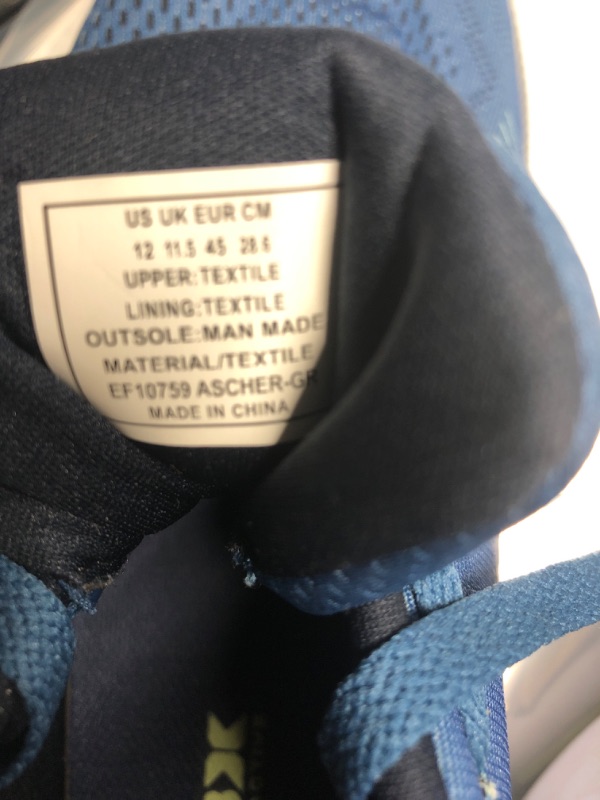 US UK EUR CM
12 11.5 45 28.6
UPPER:TEXTILE
LINING:TEXTILE
OUTSOLE:MAN MADE
MATERIAL/TEXTILE
EF10759 ASCHER-GR
MADE IN CHINA